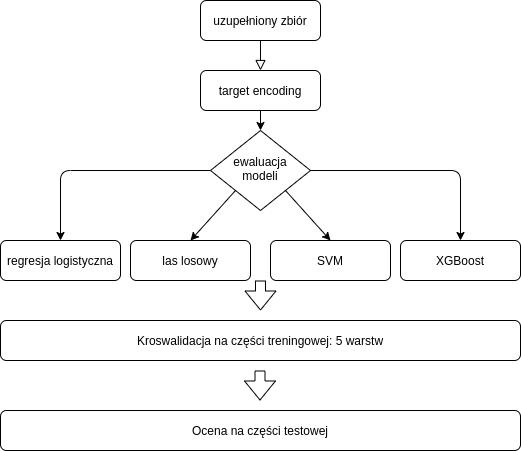 uzupełniony zbiór
target encoding
ewaluacja
modeli
regresja logistyczna
las losowy
SVM
XGBoost
Kroswalidacja na części treningowej: 5 warstw
Ocena na części testowej